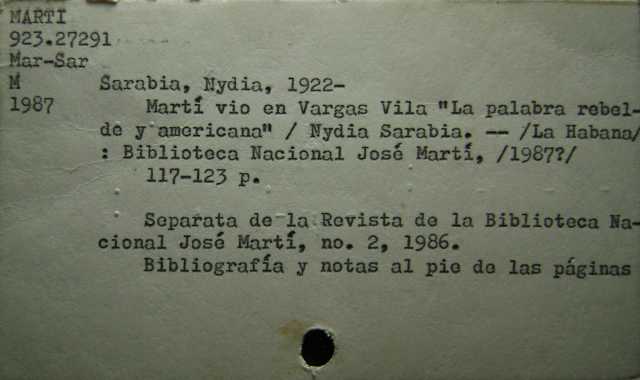 MARTI
923.27291
Mar-Sar
M Sarabia, Nydia, 1922-
1987 Martí vio en Vargas Vila "La palabra rebel-
de y americana" / Nydia Sarabia. -- /La Habana/
: Biblioteca Nacional José Martí, /1987?/
117-123 p.
Separata de la Revista de la Biblioteca Na-
cional José Martí, no. 2, 1986.
Bibliografía y notas al pie de las páginas